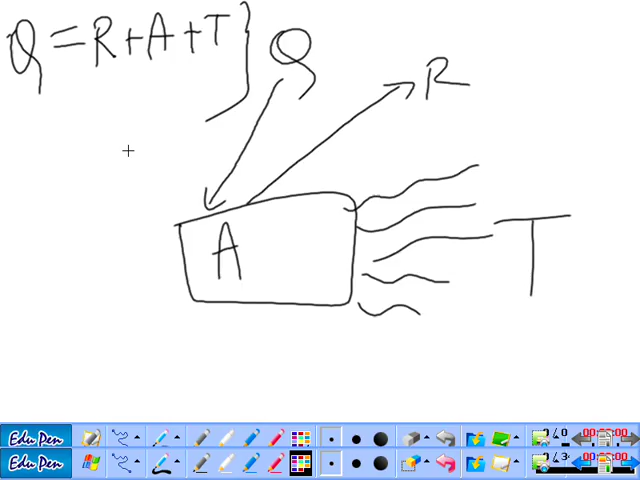 Q = R + A + T }
Q
R
A
T
Edu Pen
Edu Pen